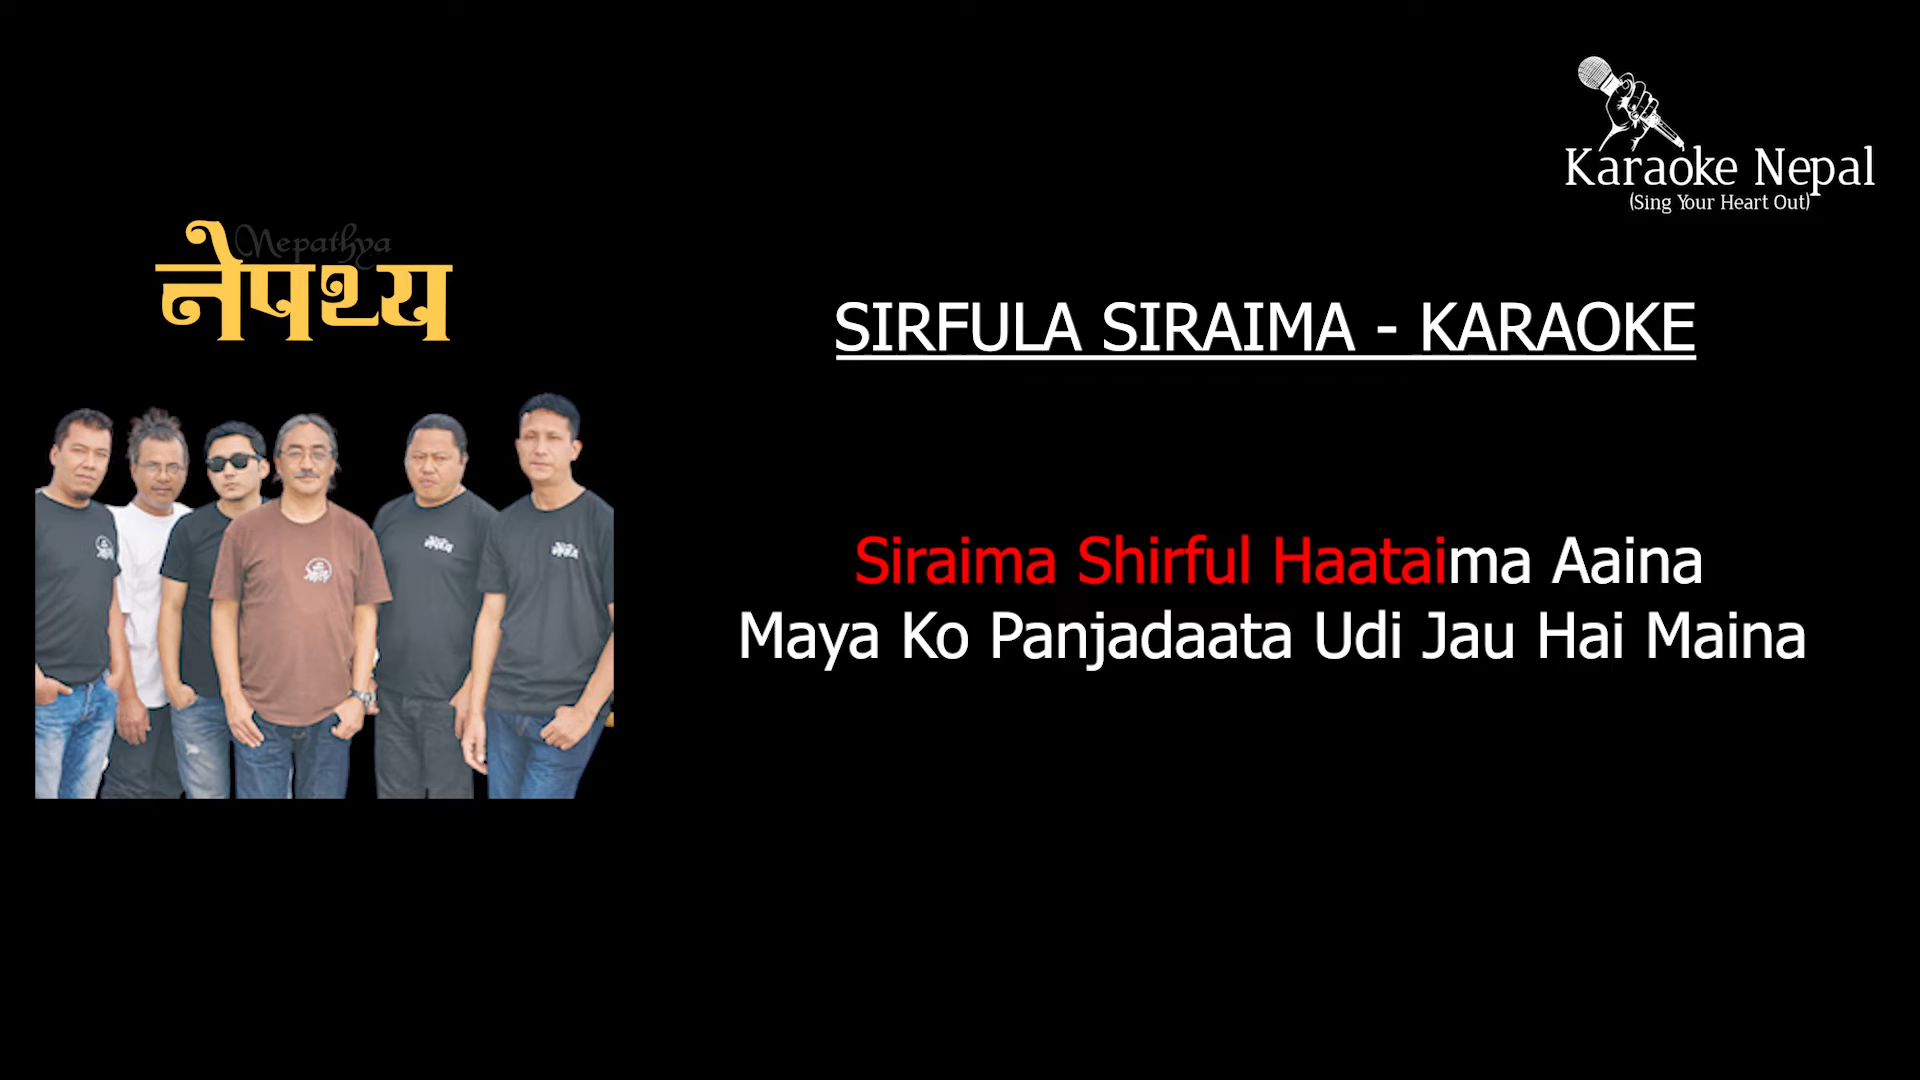 Karaoke Nepal
(Sing Your Heart Out)
Nepathya
नेपथ्य
SIRFULA SIRAIMA - KARAOKE
Siraima Shirful Haataima Aaina
Maya Ko Panjadaata Udi Jau Hai Maina